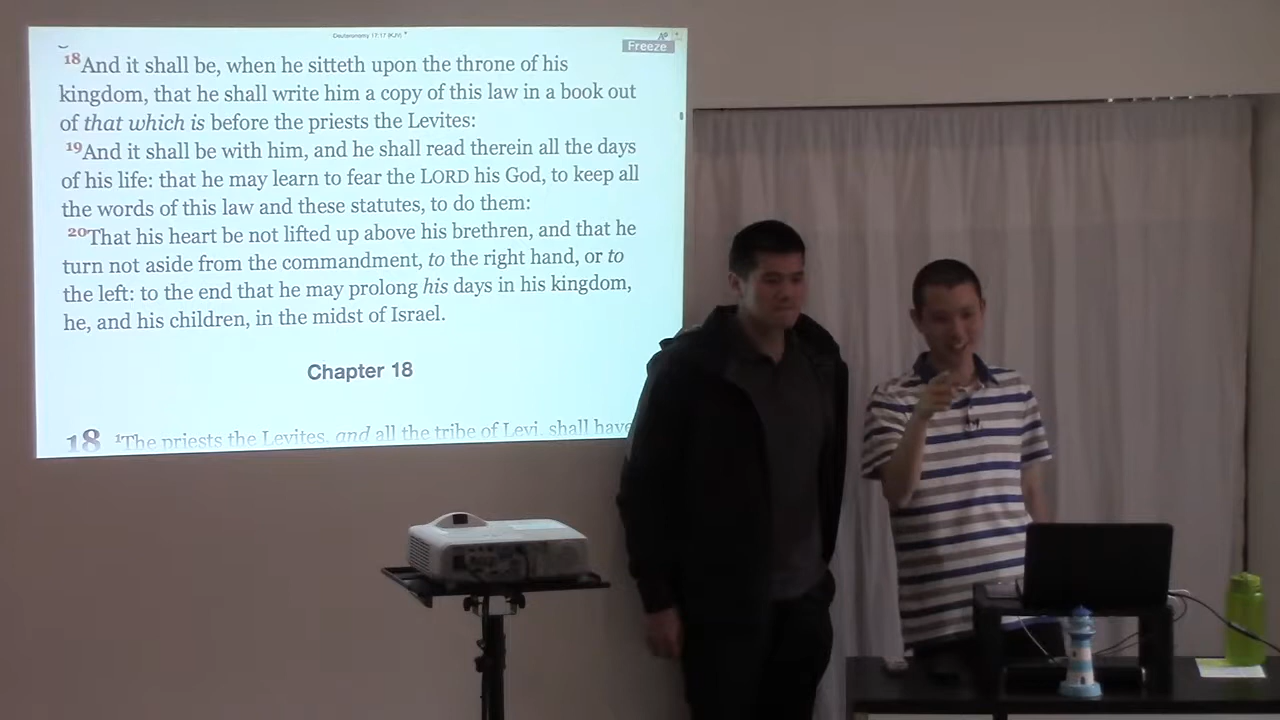 Deuteronomy 17:17 (KJV)
Freeze
18And it shall be, when he sitteth upon the throne of his
kingdom, that he shall write him a copy of this law in a book out
of that which is before the priests the Levites:
19And it shall be with him, and he shall read therein all the days
of his life: that he may learn to fear the LORD his God, to keep all
the words of this law and these statutes, to do them:
20That his heart be not lifted up above his brethren, and that he
turn not aside from the commandment, to the right hand, or to
the left: to the end that he may prolong his days in his kingdom,
he, and his children, in the midst of Israel.
Chapter 18
18 1The priests the Levites, and all the tribe of Levi, shall have